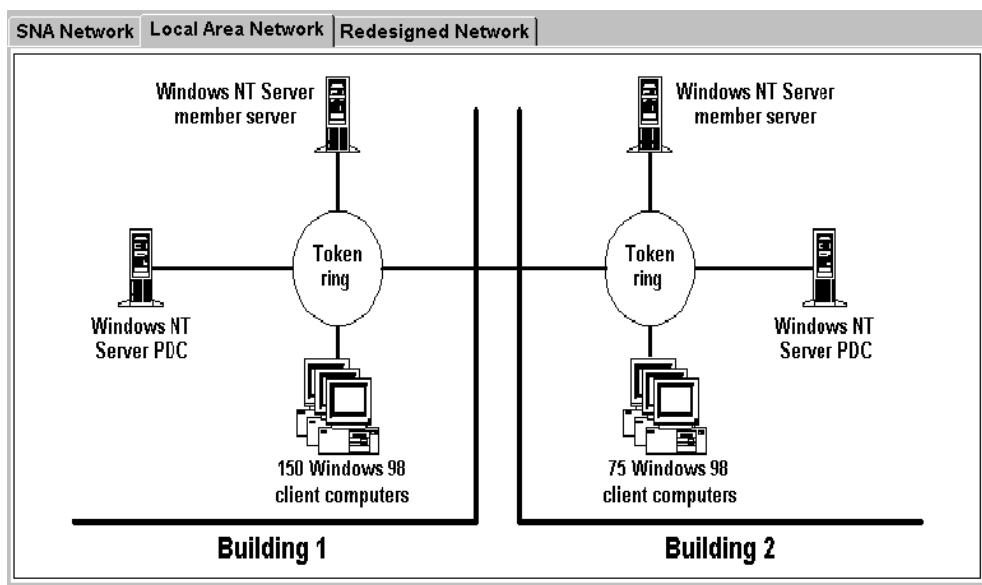 SNA Network
Local Area Network
Redesigned Network
Windows NT Server
member server
Windows NT Server
member server
Token
ring
Token
ring
Windows NT
Server PDC
Windows NT
Server PDC
150 Windows 98
client computers
75 Windows 98
client computers
Building 1
Building 2